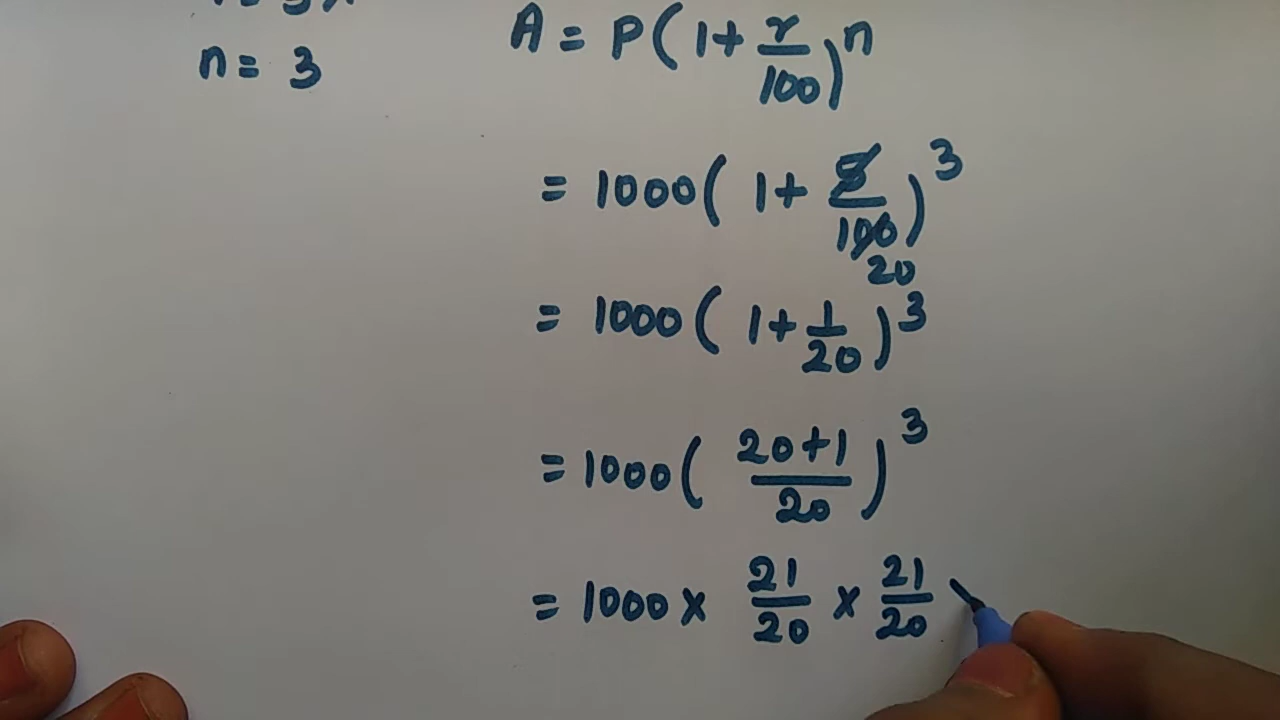 n = 3
A = P(1 + r/100)^n
= 1000(1 + 5/100)^3
20
= 1000(1 + 1/20)^3
= 1000(20+1/20)^3
= 1000 × 21/20 × 21/20